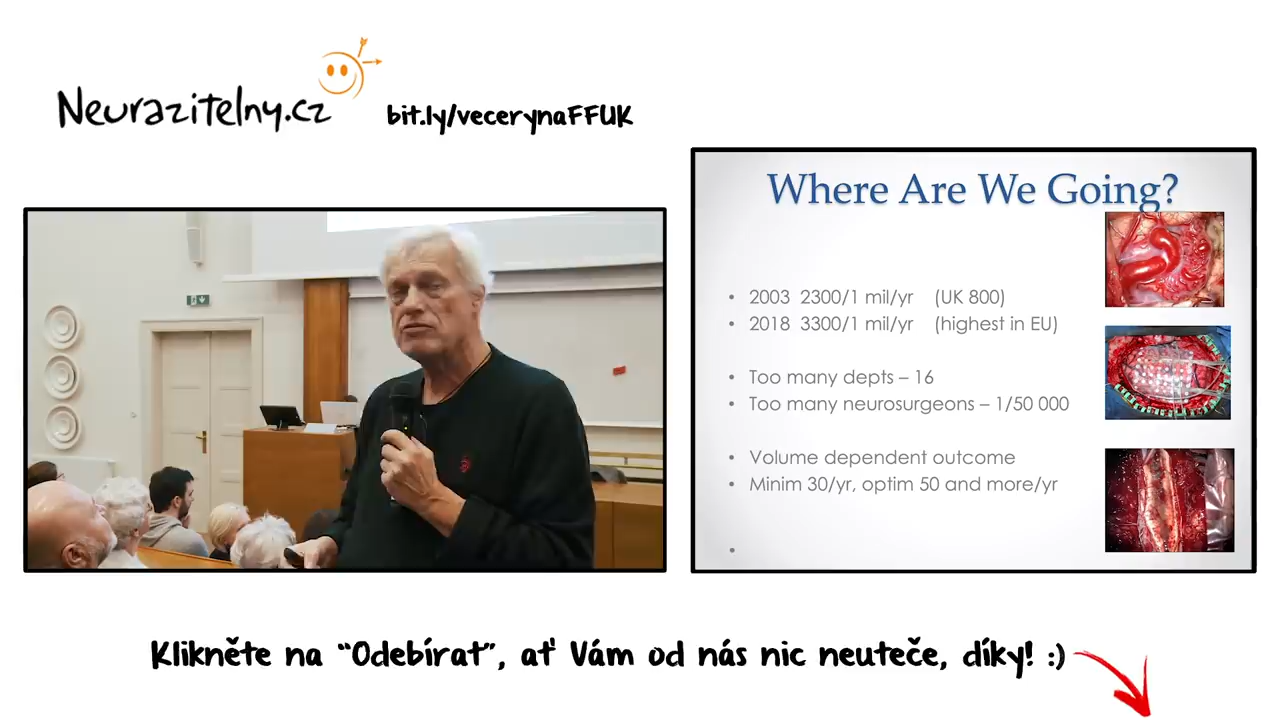 Neurazitelny.cz
bit.ly/vecerynaFFUK
Where Are We Going?
• 2003 2300/1 mil/yr (UK 800)
• 2018 3300/1 mil/yr (highest in EU)
• Too many depts – 16
• Too many neurosurgeons – 1/50 000
• Volume dependent outcome
• Minim 30/yr, optim 50 and more/yr
•
Klikněte na “Odebírat”, ať Vám od nás nic neuteče, díky! :)